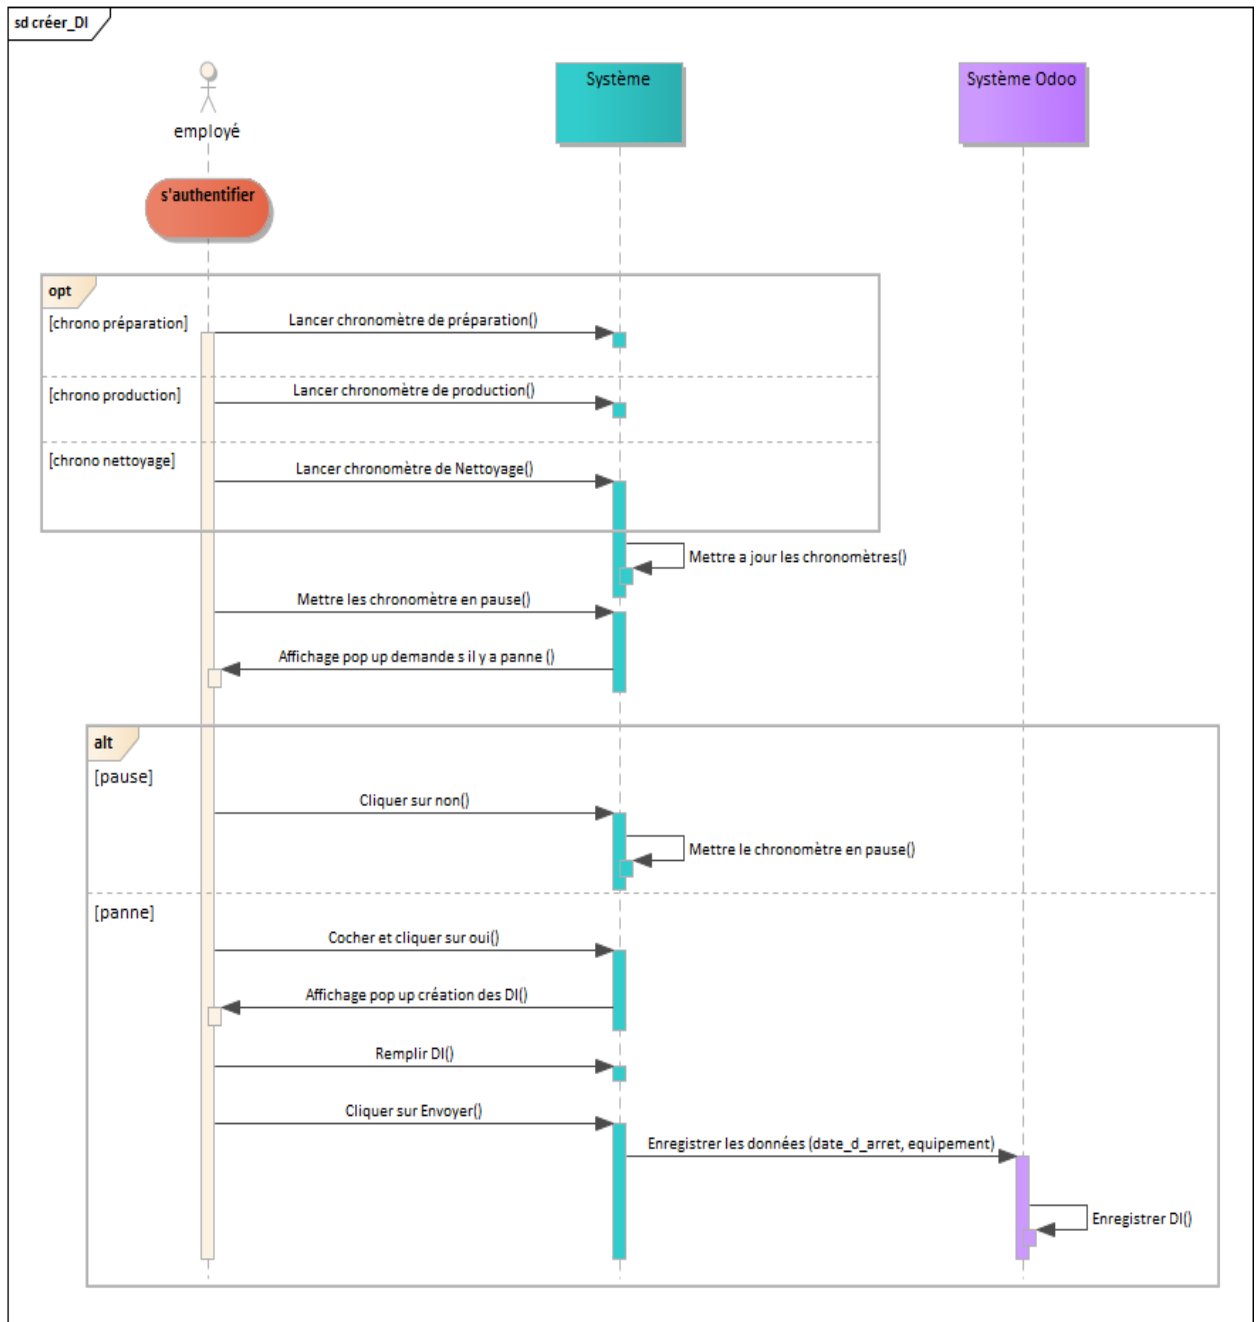 sd créer_DI
Système
Système Odoo
employé
s'authentifier
opt
[chrono préparation]
Lancer chronomètre de préparation()
[chrono production]
Lancer chronomètre de production()
[chrono nettoyage]
Lancer chronomètre de Nettoyage()
Mettre a jour les chronomètres()
Mettre les chronomètre en pause()
Affichage pop up demande s il y a panne ()
alt
[pause]
Cliquer sur non()
Mettre le chronomètre en pause()
[panne]
Cocher et cliquer sur oui()
Affichage pop up création des DI()
Remplir DI()
Cliquer sur Envoyer()
Enregistrer les données (date_d_arret, equipement)
Enregistrer DI()